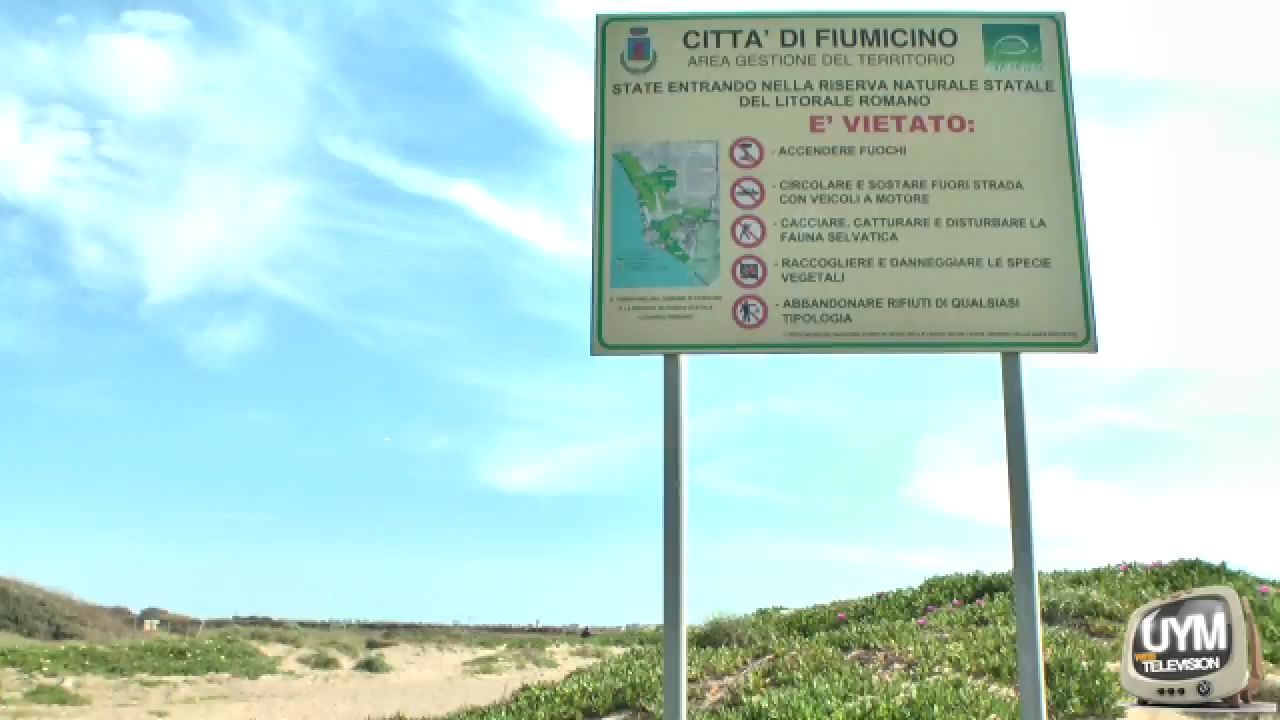 CITTA' DI FIUMICINO
AREA GESTIONE DEL TERRITORIO
STATE ENTRANDO NELLA RISERVA NATURALE STATALE
DEL LITORALE ROMANO
E' VIETATO:
- ACCENDERE FUOCHI
- CIRCOLARE E SOSTARE FUORI STRADA
CON VEICOLI A MOTORE
- CACCIARE, CATTURARE E DISTURBARE LA
FAUNA SELVATICA
- RACCOGLIERE E DANNEGGIARE LE SPECIE
VEGETALI
- ABBANDONARE RIFIUTI DI QUALSIASI
TIPOLOGIA
UYM
TELEVISION